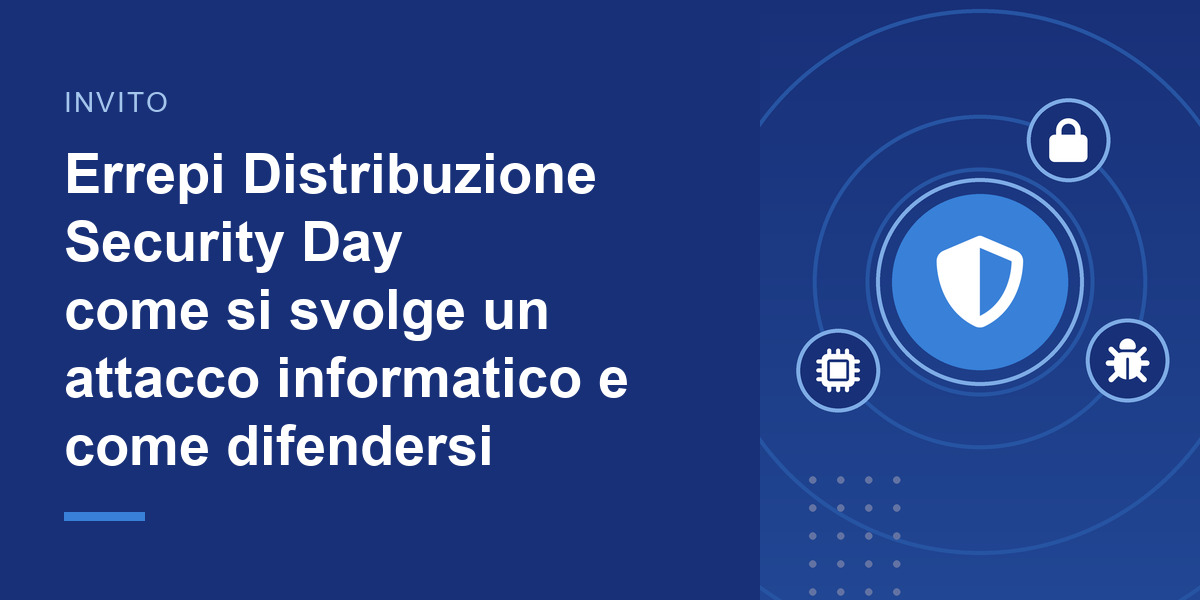 INVITO
Errepi Distribuzione
Security Day
come si svolge un
attacco informatico e
come difendersi